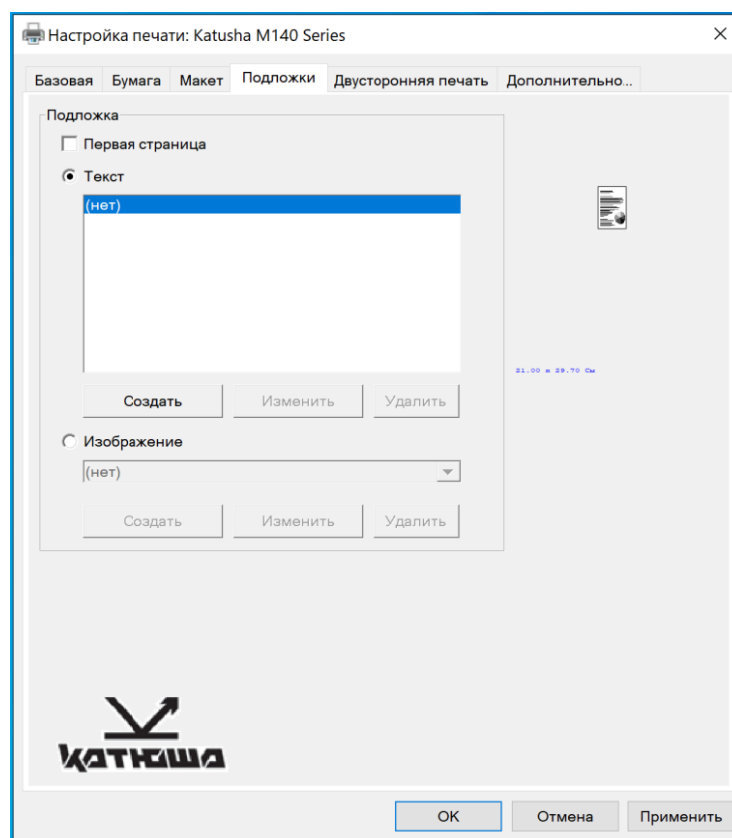 Настройка печати: Katusha M140 Series
Базовая Бумага Макет Подложки Двусторонняя печать Дополнительно...
Подложка
Первая страница
Текст
(нет)
21.00 x 29.70 См
Создать Изменить Удалить
Изображение
(нет)
Создать Изменить Удалить
катюша
OK Отмена Применить